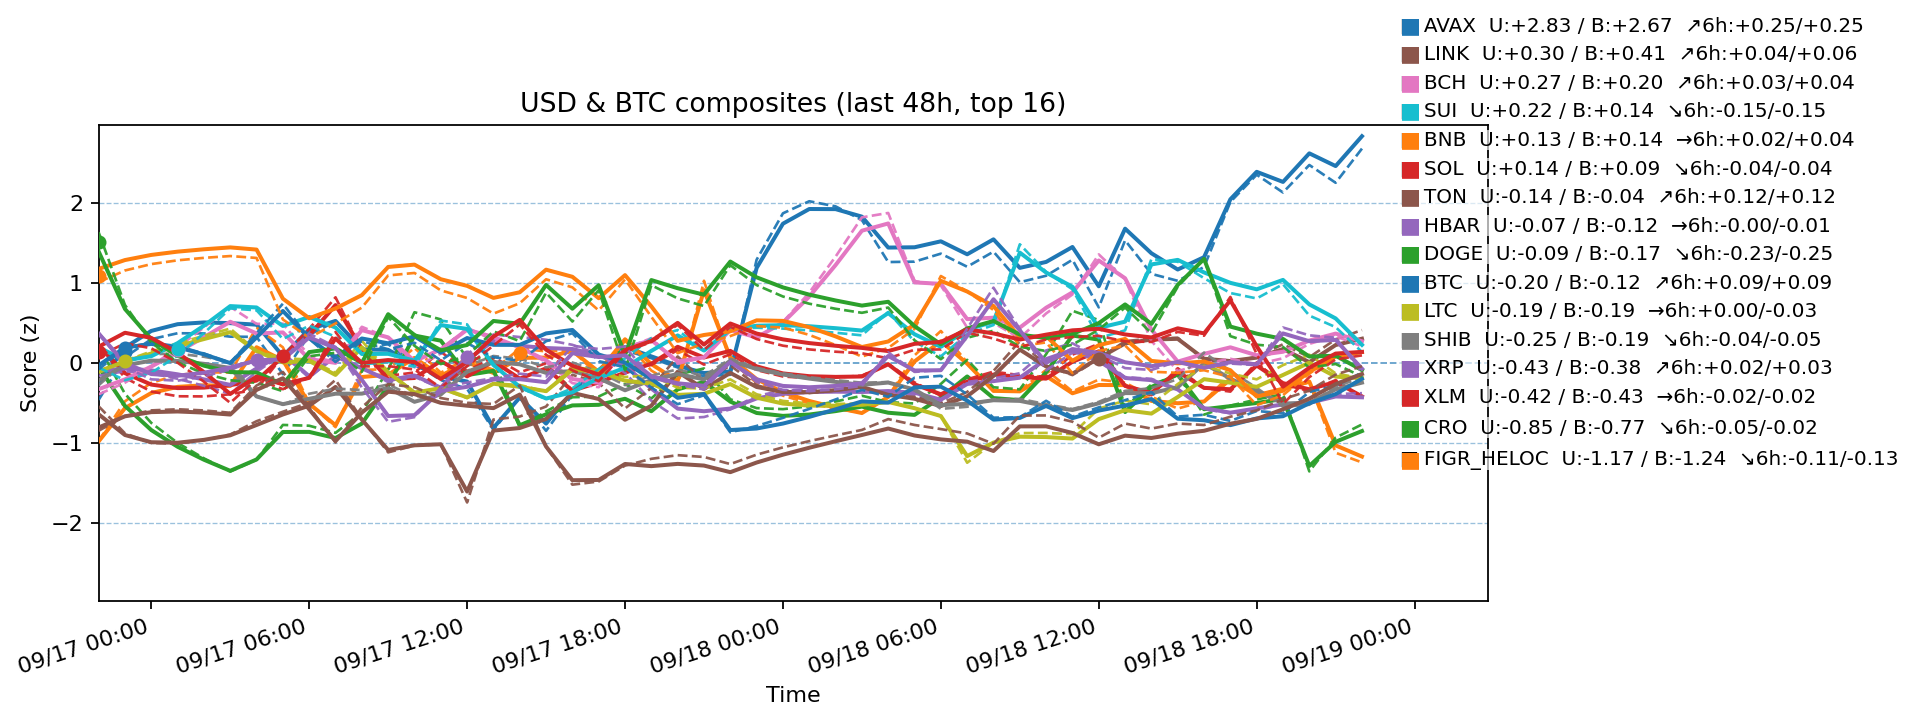 AVAX  U:+2.83 / B:+2.67  ↗6h:+0.25/+0.25
LINK  U:+0.30 / B:+0.41  ↗6h:+0.04/+0.06
BCH  U:+0.27 / B:+0.20  ↗6h:+0.03/+0.04
SUI  U:+0.22 / B:+0.14  ↘6h:-0.15/-0.15
BNB  U:+0.13 / B:+0.14  →6h:+0.02/+0.04
SOL  U:+0.14 / B:+0.09  ↘6h:-0.04/-0.04
TON  U:-0.14 / B:-0.04  ↗6h:+0.12/+0.12
HBAR  U:-0.07 / B:-0.12  →6h:-0.00/-0.01
DOGE  U:-0.09 / B:-0.17  ↘6h:-0.23/-0.25
BTC  U:-0.20 / B:-0.12  ↗6h:+0.09/+0.09
LTC  U:-0.19 / B:-0.19  →6h:+0.00/-0.03
SHIB  U:-0.25 / B:-0.19  ↘6h:-0.04/-0.05
XRP  U:-0.43 / B:-0.38  ↗6h:+0.02/+0.03
XLM  U:-0.42 / B:-0.43  →6h:-0.02/-0.02
CRO  U:-0.85 / B:-0.77  ↘6h:-0.05/-0.02
FIGR_HELOC  U:-1.17 / B:-1.24  ↘6h:-0.11/-0.13
USD & BTC composites (last 48h, top 16)
Score (z)
2
1
0
−1
−2
09/17 00:00
09/17 06:00
09/17 12:00
09/17 18:00
09/18 00:00
09/18 06:00
09/18 12:00
09/18 18:00
09/19 00:00
Time